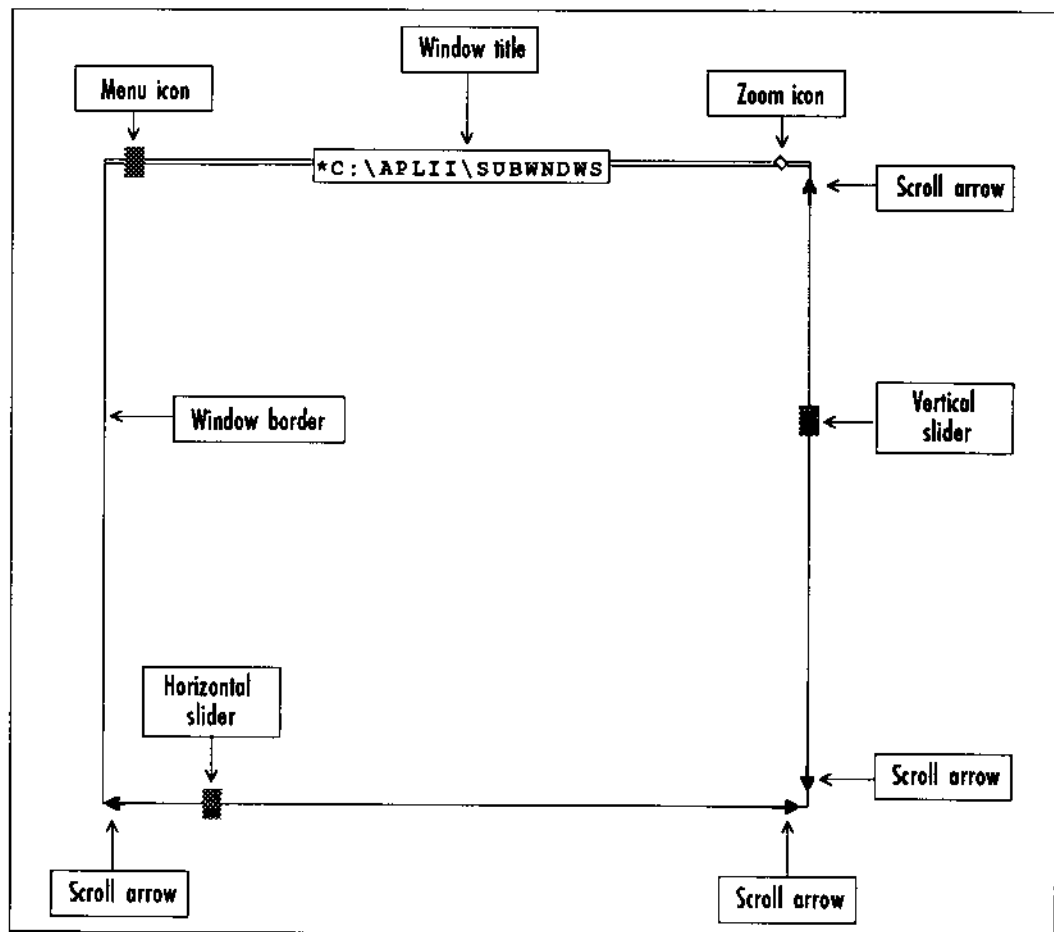 Window title
Menu icon
Zoom icon
*C:\APLII\SUBWNDWS
Scroll arrow
Window border
Vertical
slider
Horizontal
slider
Scroll arrow
Scroll arrow
Scroll arrow